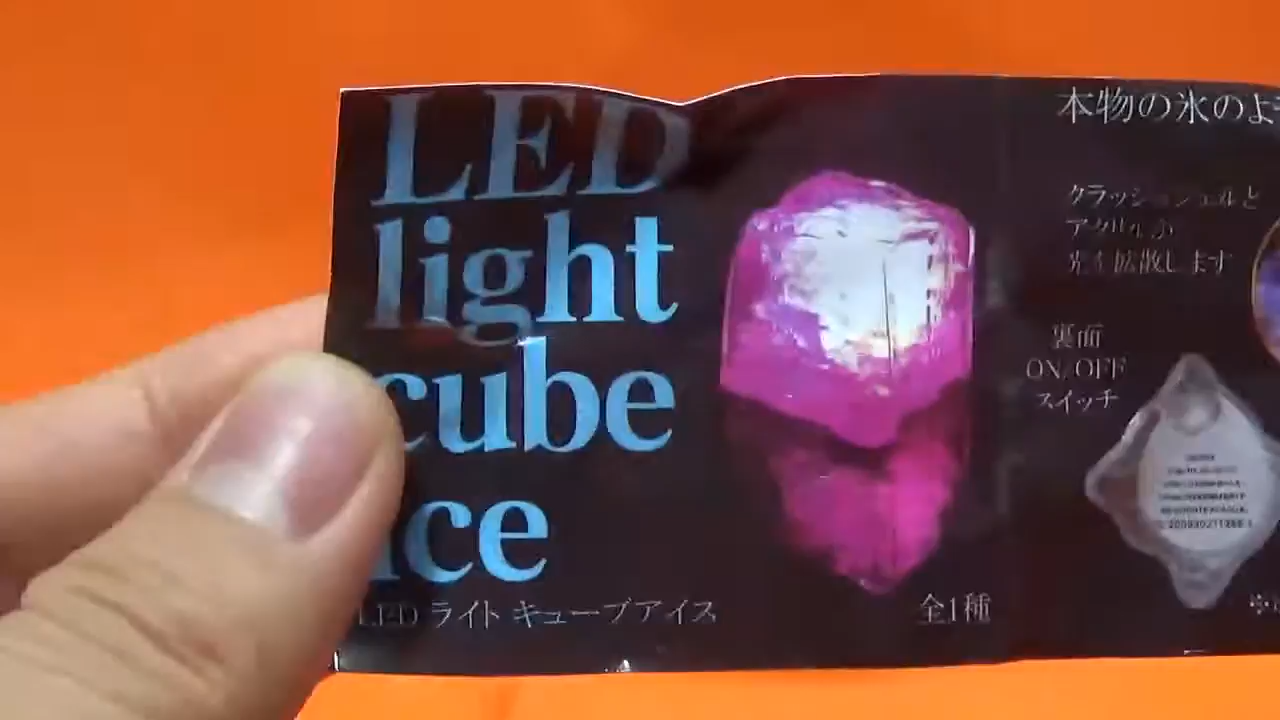 LED
light
cube
ice
LED ライト キューブアイス
全1種
本物の氷のよ
クラッシュジェルと
アクリルが
光を拡散します
裏面
ON/OFF
スイッチ